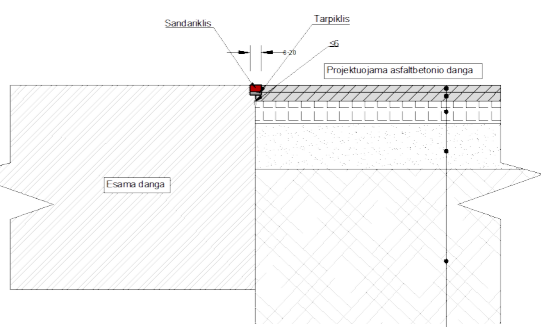 Sandariklis
Tarpiklis
8-20
≤6
Projektuojama asfaltbetonio danga
Esama danga